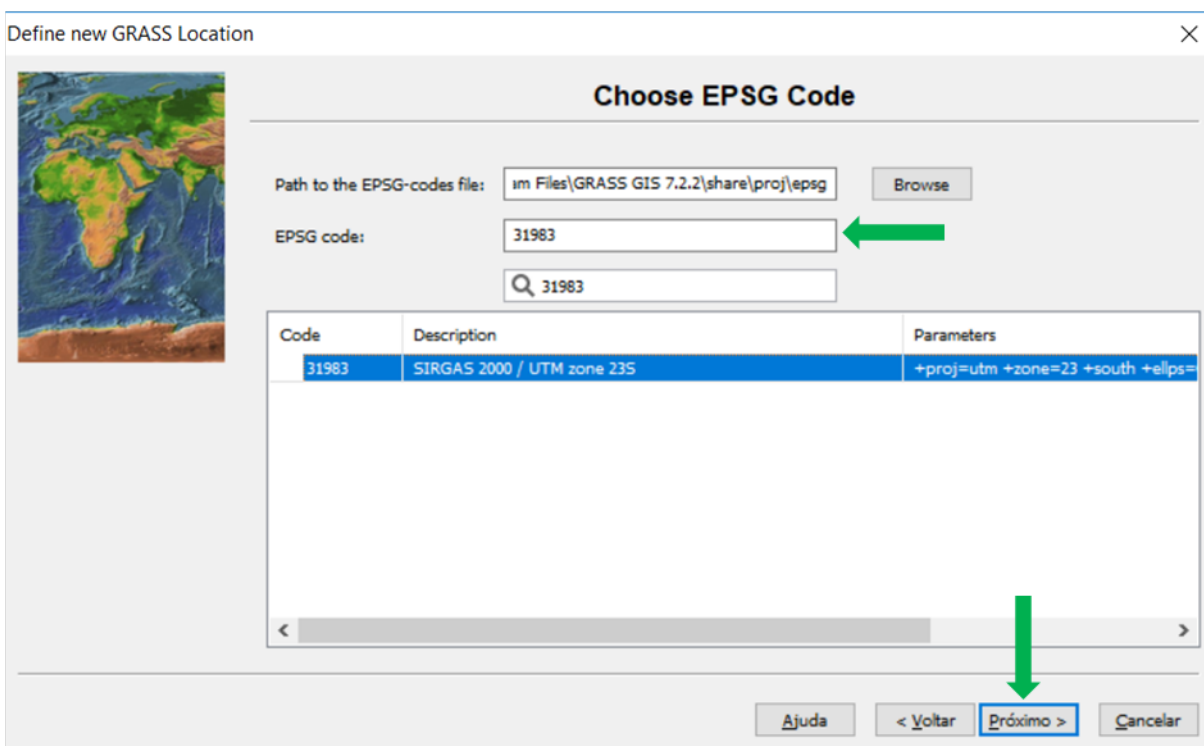 Define new GRASS Location
Choose EPSG Code
Path to the EPSG-codes file: ım Files\GRASS GIS 7.2.2\share\proj\epsg Browse
EPSG code: 31983
31983
Code Description Parameters
31983 SIRGAS 2000 / UTM zone 23S +proj=utm +zone=23 +south +ellps=
Ajuda < Voltar Próximo > Cancelar